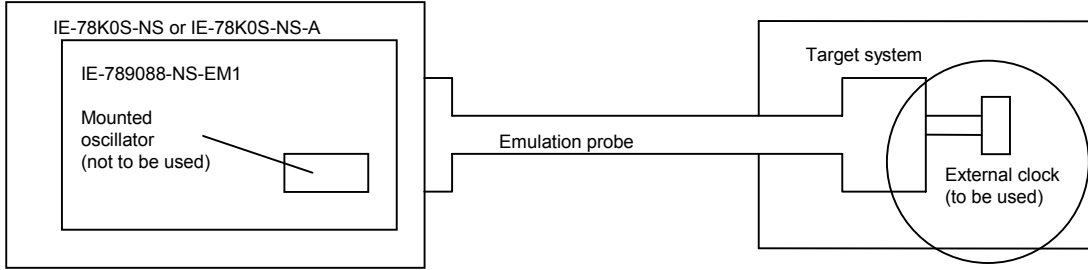 IE-78K0S-NS or IE-78K0S-NS-A
IE-789088-NS-EM1
Mounted
oscillator
(not to be used)
Emulation probe
Target system
External clock
(to be used)